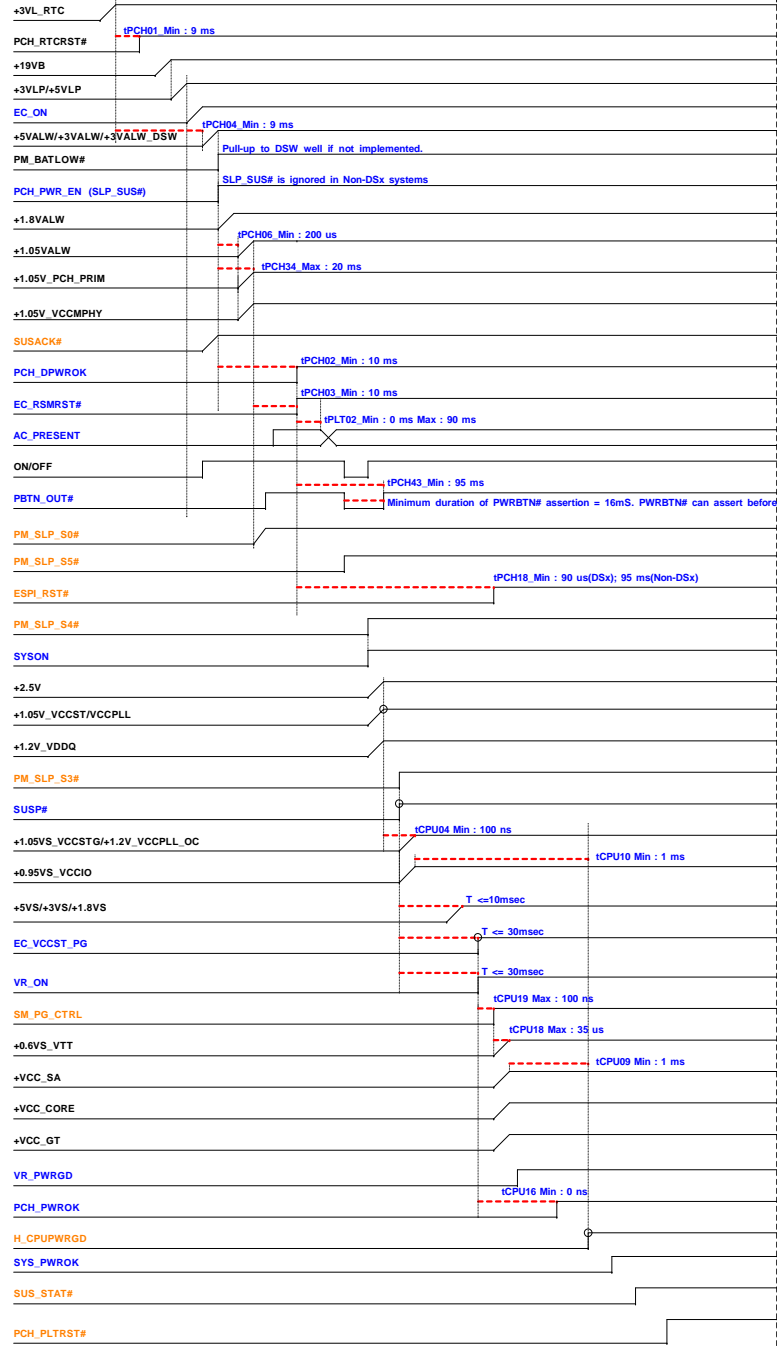 +3VL_RTC
tPCH01_Min : 9 ms
PCH_RTCRST#
+19VB
+3VLP/+5VLP
EC_ON
tPCH04_Min : 9 ms
+5VALW/+3VALW/+3VALW_DSW
Pull-up to DSW well if not implemented.
PM_BATLOW#
SLP_SUS# is ignored in Non-DSx systems
PCH_PWR_EN (SLP_SUS#)
+1.8VALW
tPCH06_Min : 200 us
+1.05VALW
tPCH34_Max : 20 ms
+1.05V_PCH_PRIM
+1.05V_VCCMPHY
SUSACK#
tPCH02_Min : 10 ms
PCH_DPWROK
tPCH03_Min : 10 ms
EC_RSMRST#
tPLT02_Min : 0 ms Max : 90 ms
AC_PRESENT
ON/OFF
tPCH43_Min : 95 ms
PBTN_OUT#
Minimum duration of PWRBTN# assertion = 16mS. PWRBTN# can assert before
PM_SLP_S0#
PM_SLP_S5#
tPCH18_Min : 90 us(DSx); 95 ms(Non-DSx)
ESPI_RST#
PM_SLP_S4#
SYSON
+2.5V
+1.05V_VCCST/VCCPLL
+1.2V_VDDQ
PM_SLP_S3#
SUSP#
tCPU04 Min : 100 ns
+1.05VS_VCCSTG/+1.2V_VCCPLL_OC
tCPU10 Min : 1 ms
+0.95VS_VCCIO
T <=10msec
+5VS/+3VS/+1.8VS
T <= 30msec
EC_VCCST_PG
T <= 30msec
VR_ON
tCPU19 Max : 100 ns
SM_PG_CTRL
tCPU18 Max : 35 us
+0.6VS_VTT
tCPU09 Min : 1 ms
+VCC_SA
+VCC_CORE
+VCC_GT
VR_PWRGD
tCPU16 Min : 0 ns
PCH_PWROK
H_CPUPWRGD
SYS_PWROK
SUS_STAT#
PCH_PLTRST#